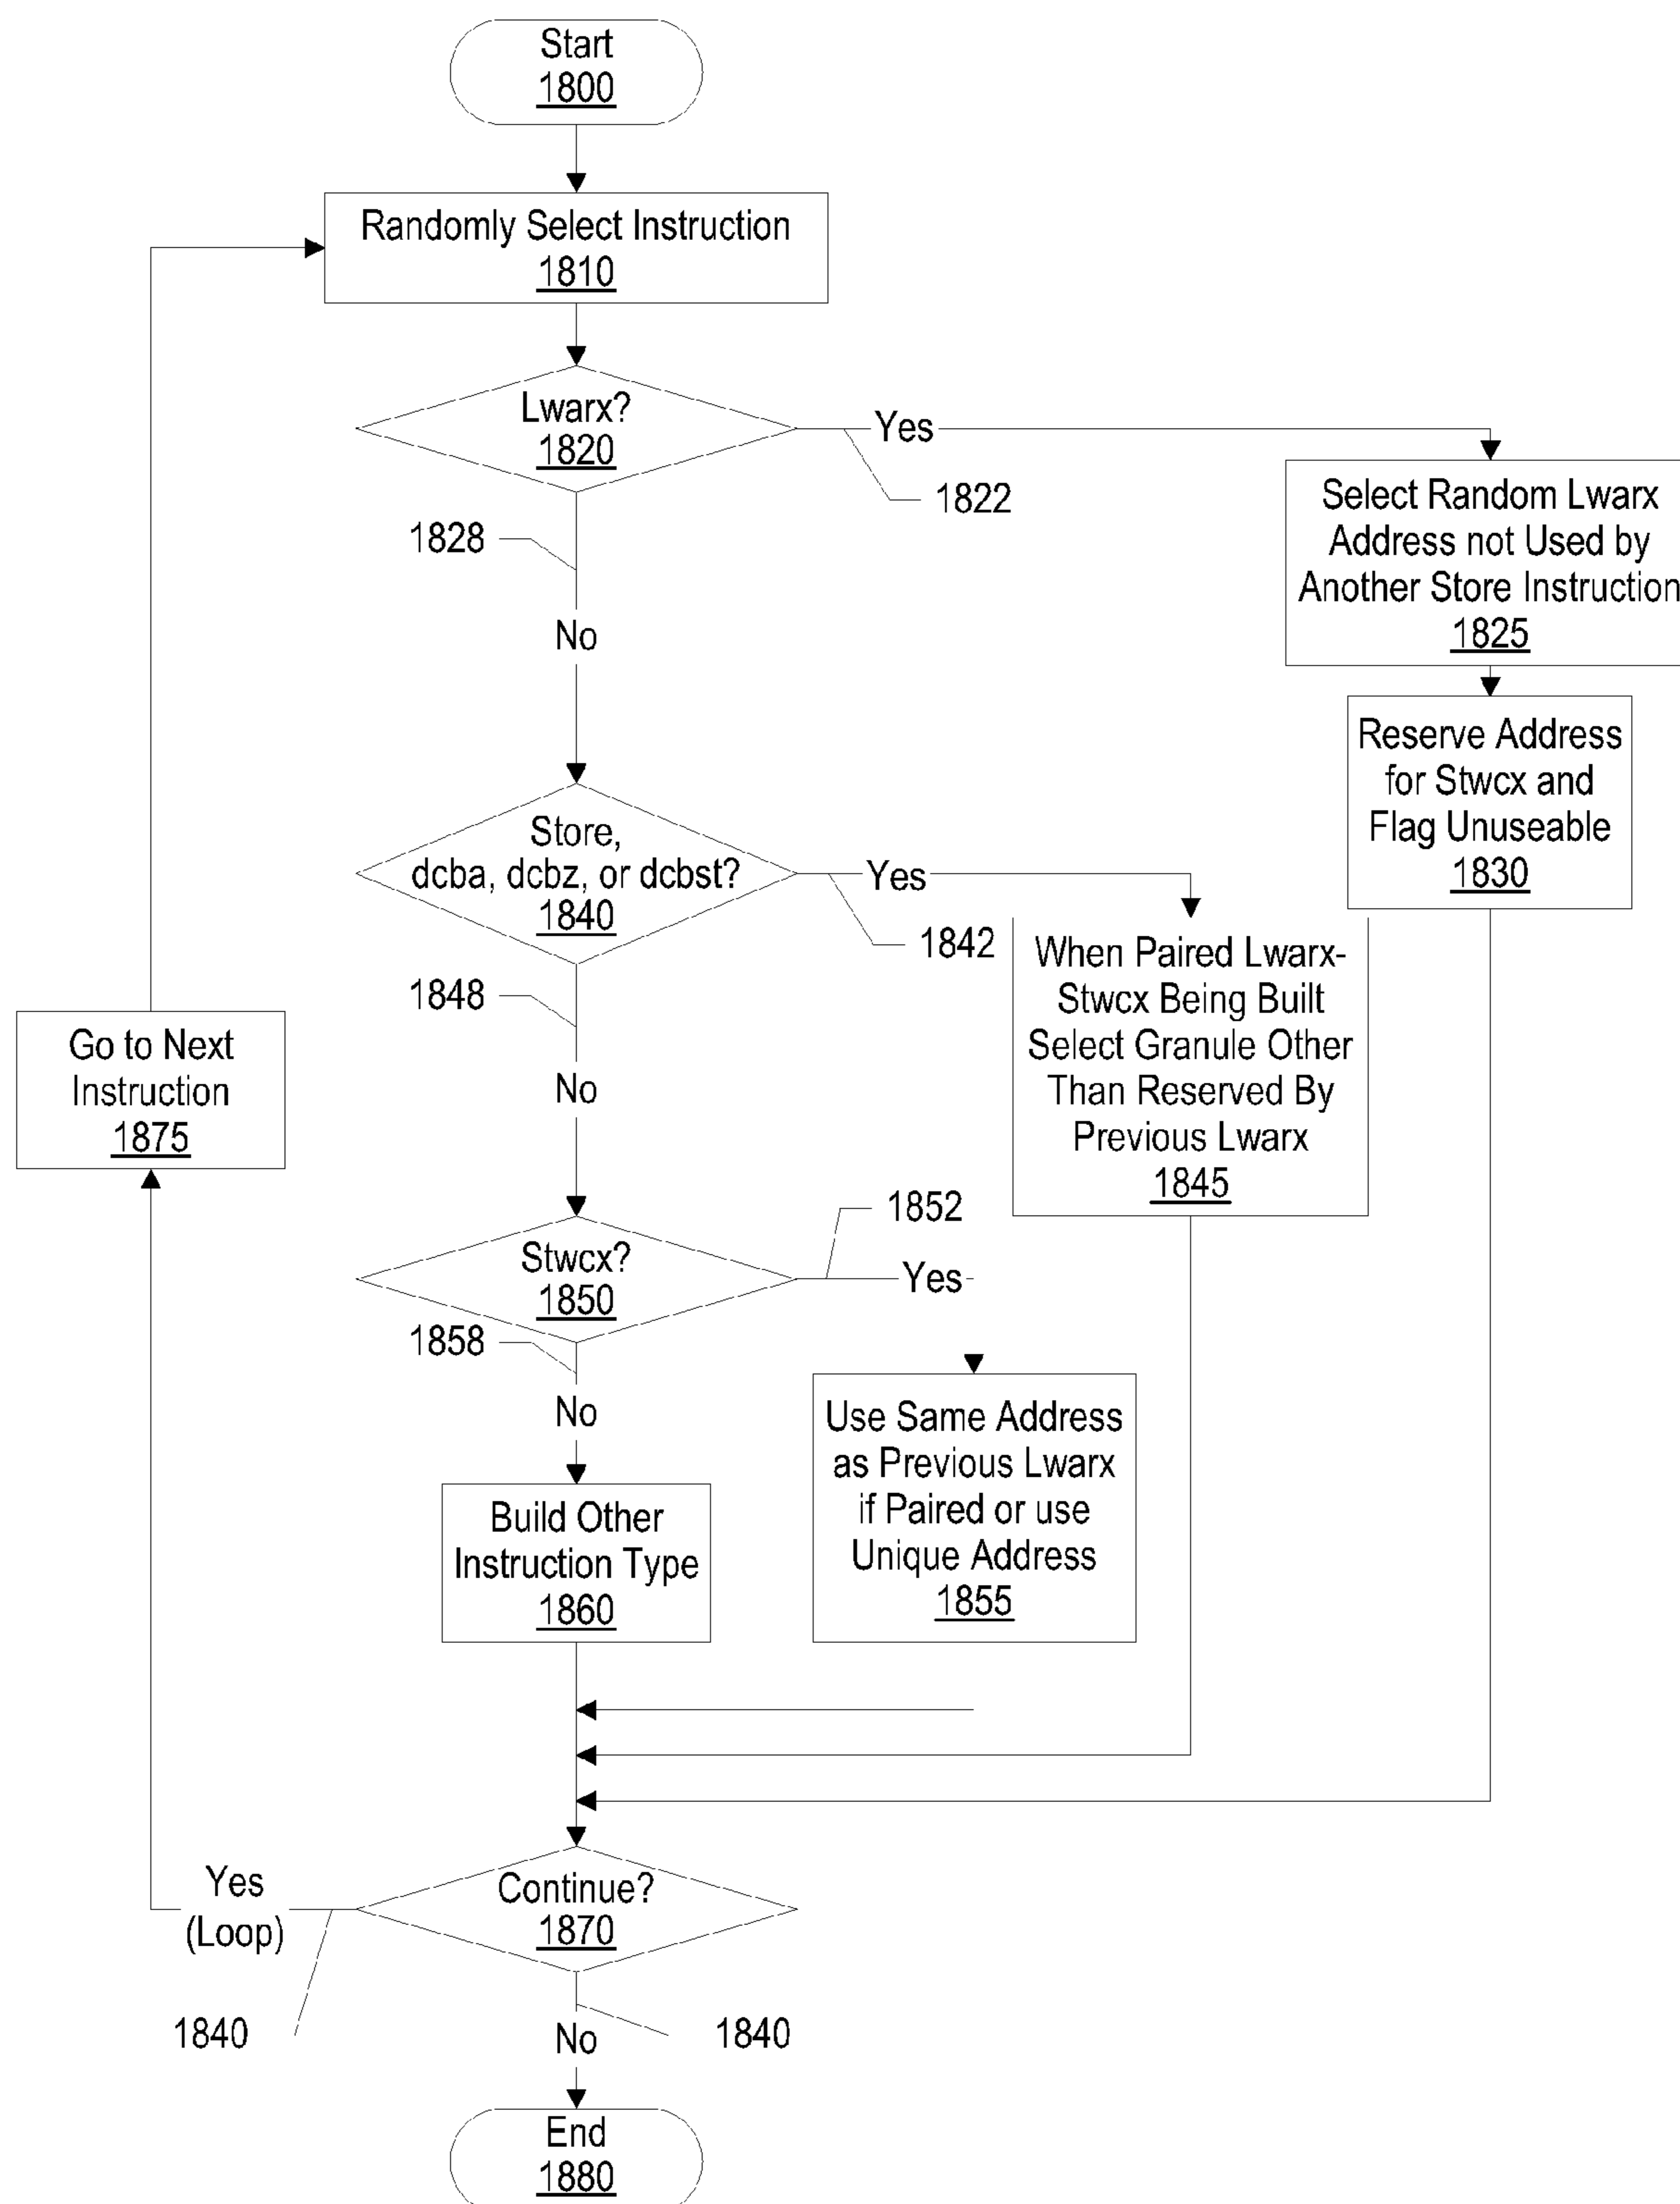 Start
1800
Randomly Select Instruction
1810
Lwarx?
1820
Yes
1822
1828
No
Select Random Lwarx
Address not Used by
Another Store Instruction
1825
Reserve Address
for Stwcx and
Flag Unuseable
1830
Store,
dcba, dcbz, or dcbst?
1840
Yes
1842
1848
No
When Paired Lwarx-
Stwcx Being Built
Select Granule Other
Than Reserved By
Previous Lwarx
1845
Go to Next
Instruction
1875
Stwcx?
1850
1852
Yes
1858
No
Use Same Address
as Previous Lwarx
if Paired or use
Unique Address
1855
Build Other
Instruction Type
1860
Continue?
1870
Yes
(Loop)
1840
No
1840
End
1880